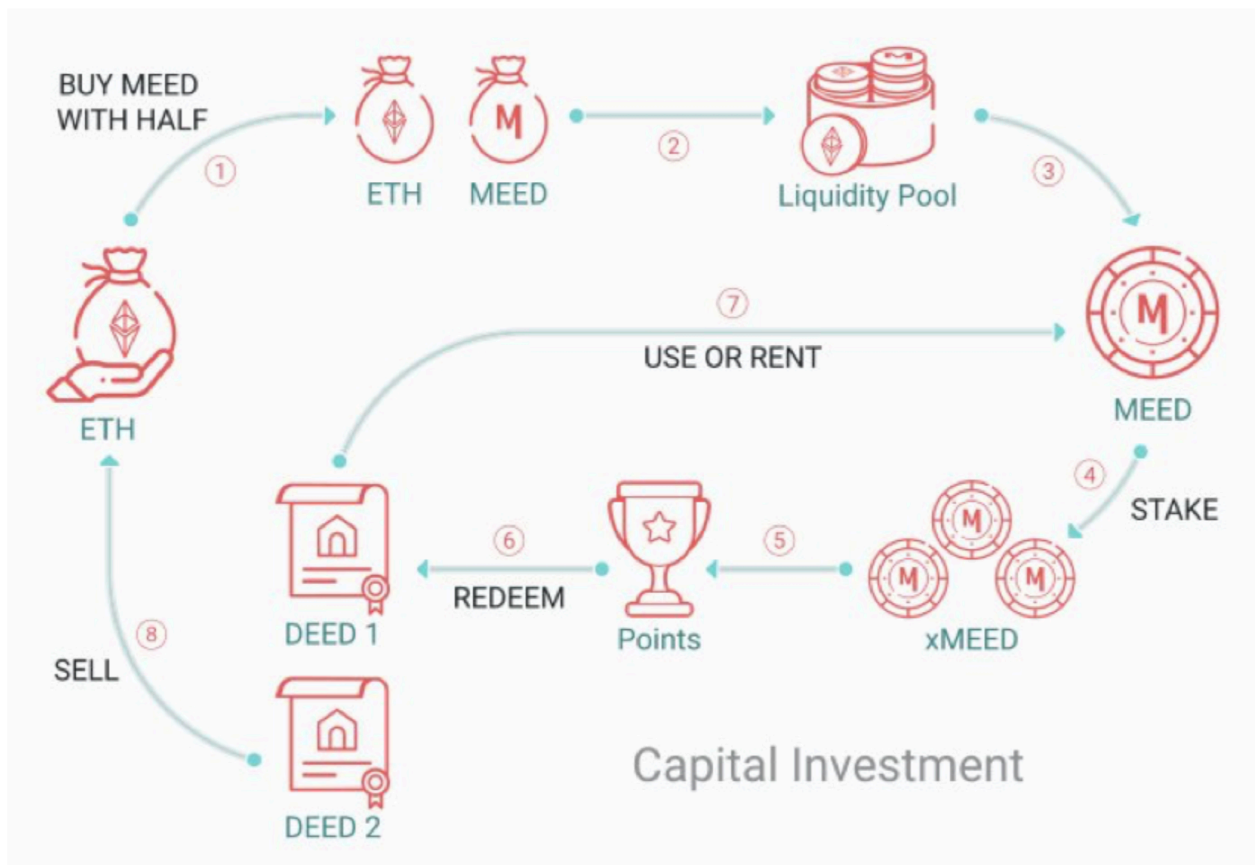 BUY MEED
WITH HALF
①
ETH
M
MEED
②
M
Liquidity Pool
③
ETH
⑦
USE OR RENT
M
MEED
④
STAKE
DEED 1
⑥
REDEEM
Points
⑤
M
M
M
xMEED
⑧
SELL
DEED 2
Capital Investment